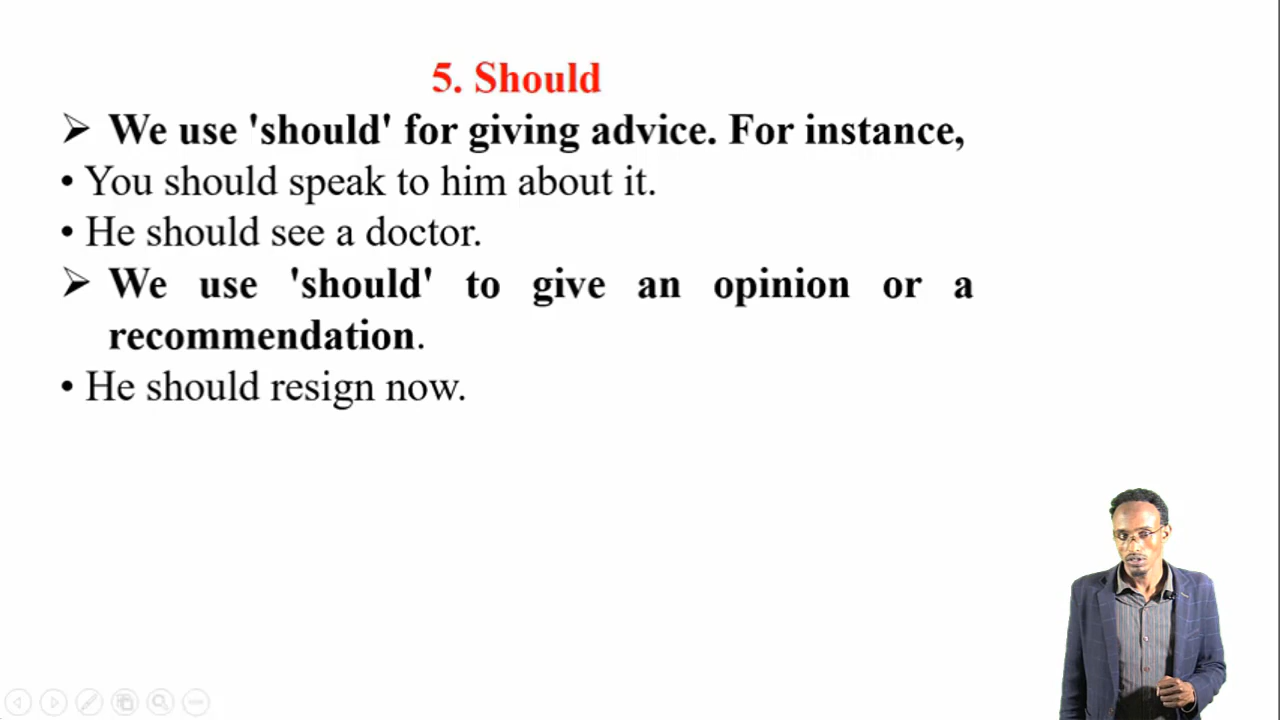 5. Should
➢ We use 'should' for giving advice. For instance,
• You should speak to him about it.
• He should see a doctor.
➢ We use 'should' to give an opinion or a
recommendation.
• He should resign now.